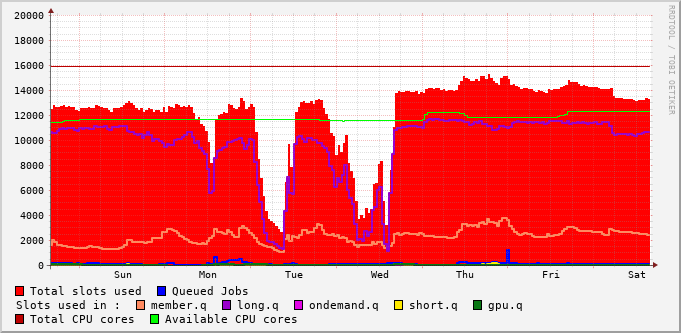 RRDTOOL / TOBI OETIKER
20000
18000
16000
14000
12000
10000
8000
6000
4000
2000
0
Sun Mon Tue Wed Thu Fri Sat
Total slots used Queued Jobs
Slots used in : member.q long.q ondemand.q short.q gpu.q
Total CPU cores Available CPU cores